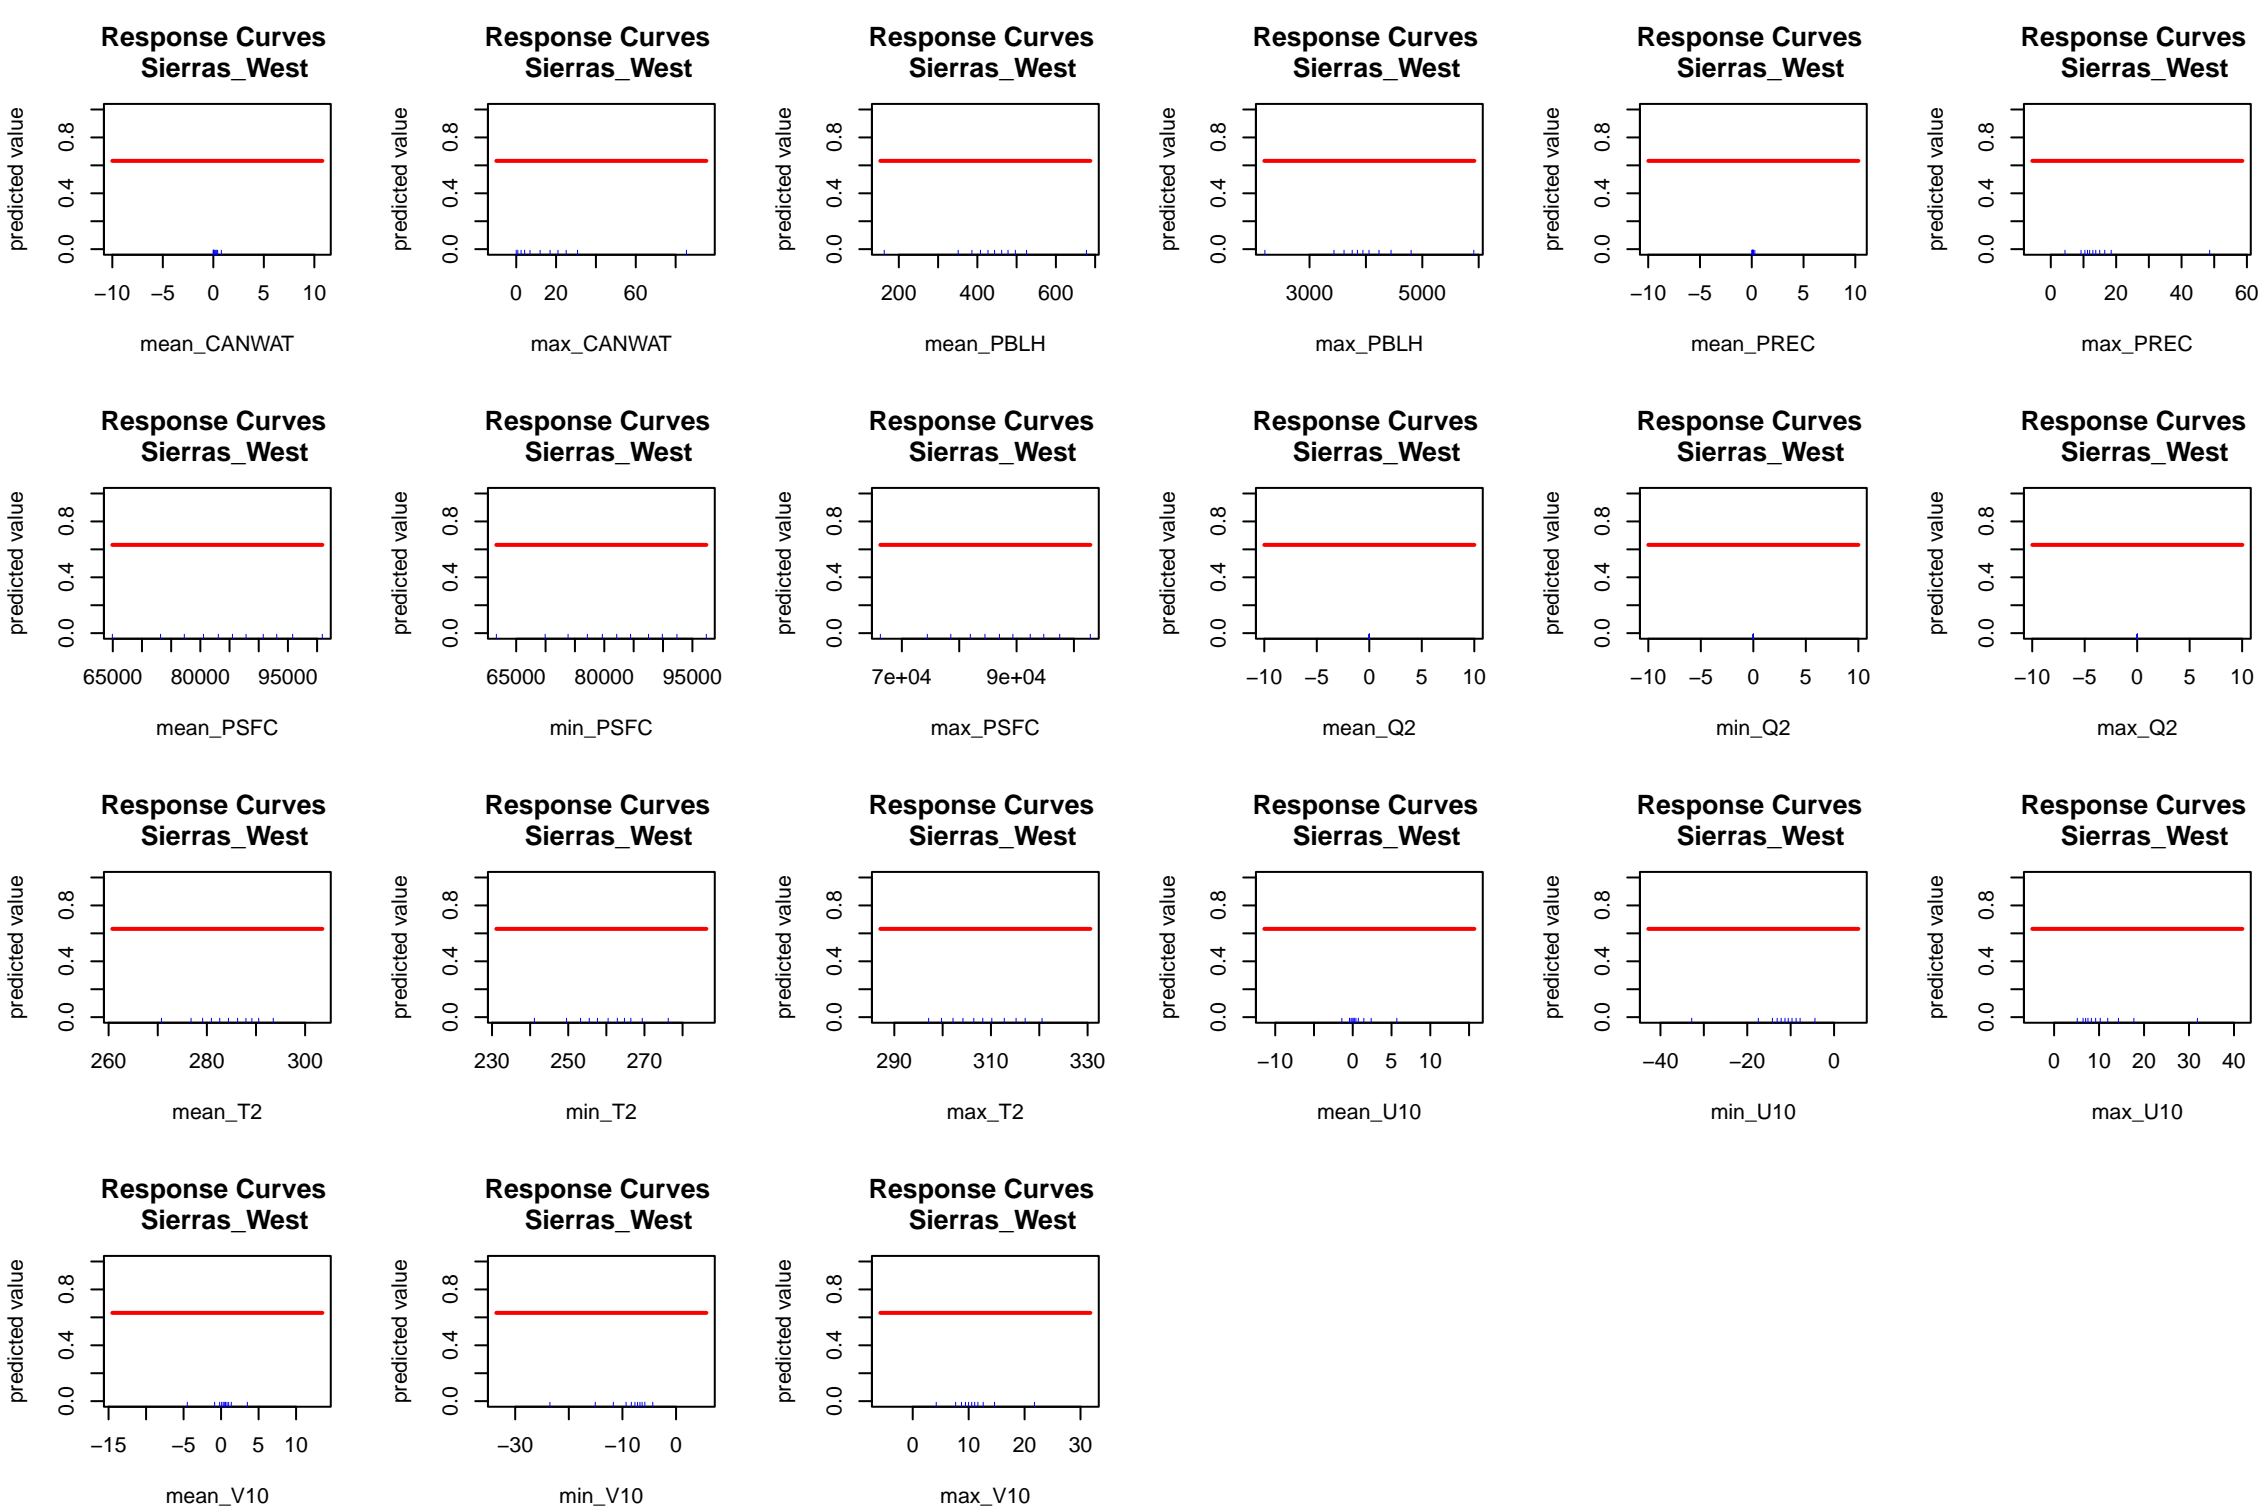 Response Curves Response Curves Response Curves Response Curves Response Curves Response Curves
Sierras_West Sierras_West Sierras_West Sierras_West Sierras_West Sierras_West
predicted value predicted value predicted value predicted value predicted value predicted value
0.0 0.4 0.8 0.0 0.4 0.8 0.0 0.4 0.8 0.0 0.4 0.8 0.0 0.4 0.8 0.0 0.4 0.8
−10 −5 0 5 10 0 20 60 200 400 600 3000 5000 −10 −5 0 5 10 0 20 40 60
mean_CANWAT max_CANWAT mean_PBLH max_PBLH mean_PREC max_PREC
Response Curves Response Curves Response Curves Response Curves Response Curves Response Curves
Sierras_West Sierras_West Sierras_West Sierras_West Sierras_West Sierras_West
predicted value predicted value predicted value predicted value predicted value predicted value
0.0 0.4 0.8 0.0 0.4 0.8 0.0 0.4 0.8 0.0 0.4 0.8 0.0 0.4 0.8 0.0 0.4 0.8
65000 80000 95000 65000 80000 95000 7e+04 9e+04 −10 −5 0 5 10 −10 −5 0 5 10 −10 −5 0 5 10
mean_PSFC min_PSFC max_PSFC mean_Q2 min_Q2 max_Q2
Response Curves Response Curves Response Curves Response Curves Response Curves Response Curves
Sierras_West Sierras_West Sierras_West Sierras_West Sierras_West Sierras_West
predicted value predicted value predicted value predicted value predicted value predicted value
0.0 0.4 0.8 0.0 0.4 0.8 0.0 0.4 0.8 0.0 0.4 0.8 0.0 0.4 0.8 0.0 0.4 0.8
260 280 300 230 250 270 290 310 330 −10 0 5 10 −40 −20 0 0 10 20 30 40
mean_T2 min_T2 max_T2 mean_U10 min_U10 max_U10
Response Curves Response Curves Response Curves
Sierras_West Sierras_West Sierras_West
predicted value predicted value predicted value
0.0 0.4 0.8 0.0 0.4 0.8 0.0 0.4 0.8
−15 −5 0 5 10 −30 −10 0 0 10 20 30
mean_V10 min_V10 max_V10